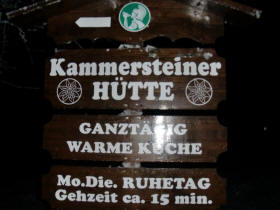 Kammersteiner
HÜTTE
GANZTÄGIG
WARME KÜCHE
Mo.Die. RUHETAG
Gehzeit ca. 15 min.